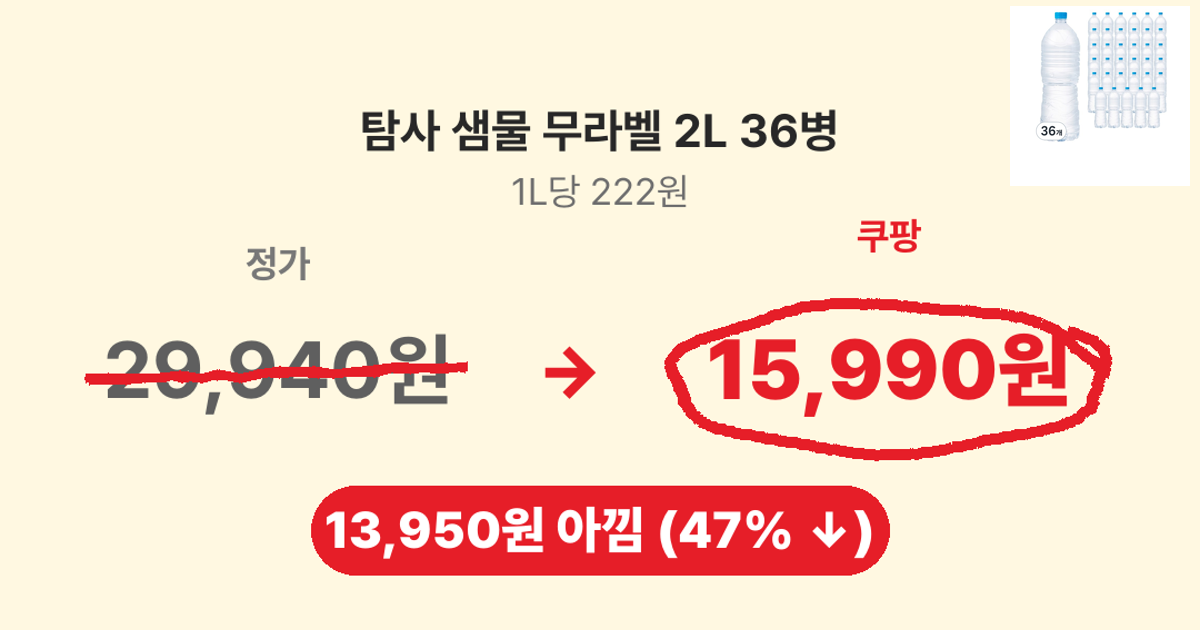 36개
탐사 샘물 무라벨 2L 36병
1L당 222원
정가
쿠팡
29,940원 → 15,990원
13,950원 아낌 (47% ↓)